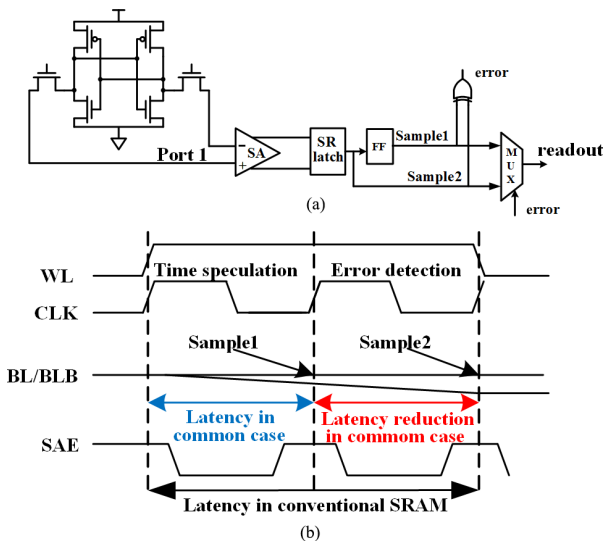 error
Port 1
−
SA
+
SR
latch
FF
Sample1
Sample2
M
U
X
readout
error
(a)
WL
Time speculation
Error detection
CLK
Sample1
Sample2
BL/BLB
Latency in
common case
Latency reduction
in commom case
SAE
Latency in conventional SRAM
(b)